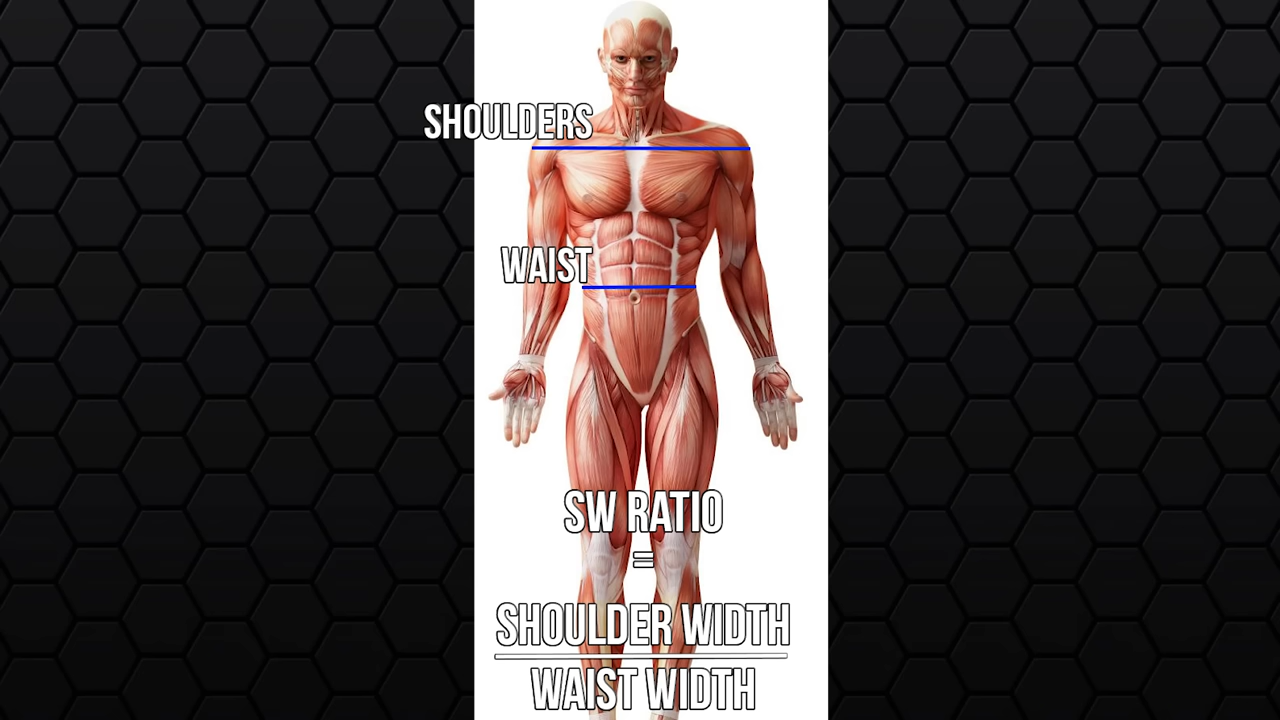 SHOULDERS
WAIST
SW RATIO
=
SHOULDER WIDTH
WAIST WIDTH